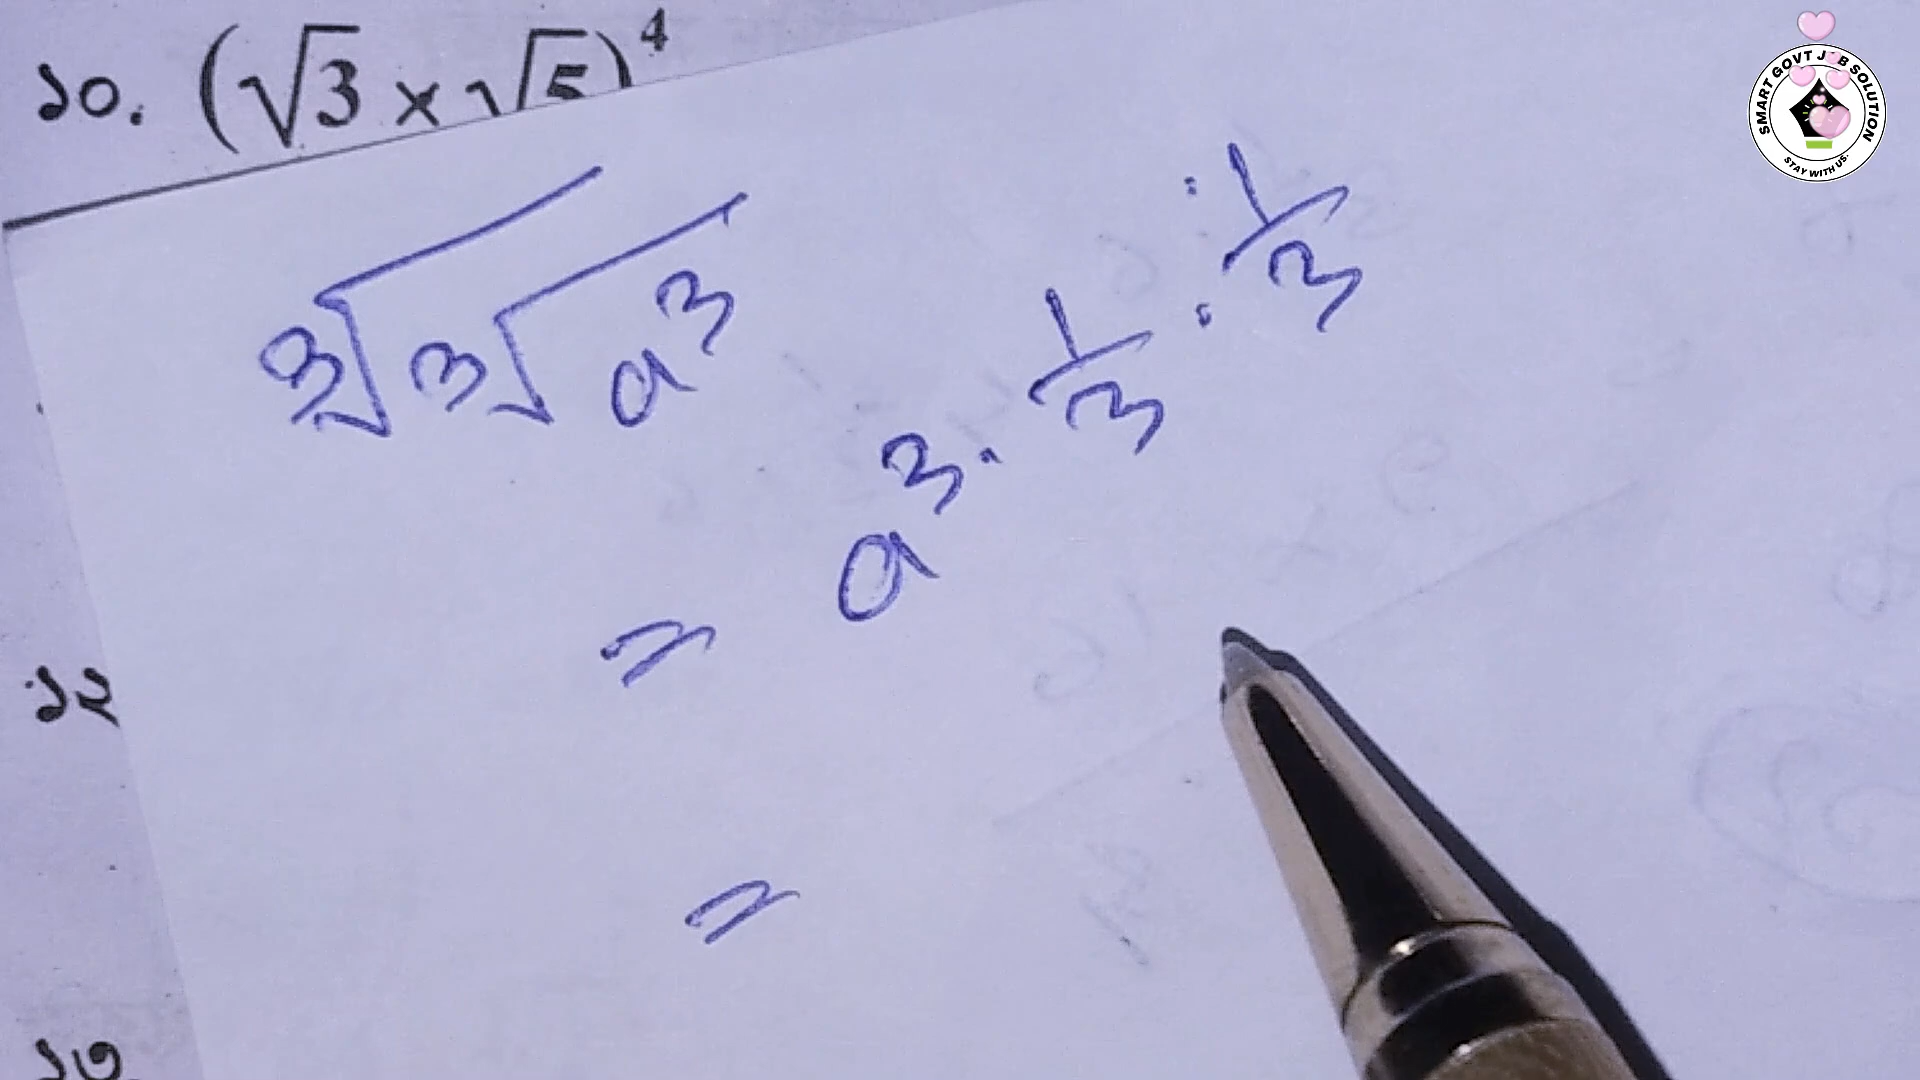 ১০. (√3 × √5)⁴
∛∛a³
= a^3·1/3·1/3
=
১২
১৩
SMART GOVT JOB SOLUTION
STAY WITH US.